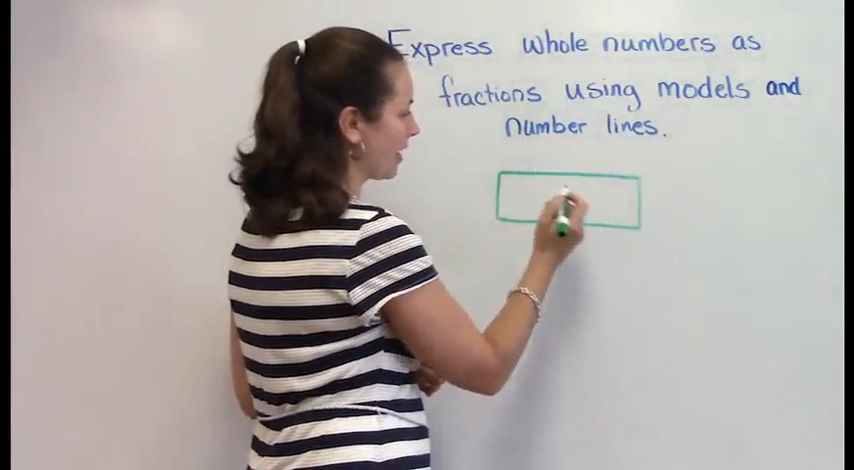 Express whole numbers as
fractions using models and
number lines.